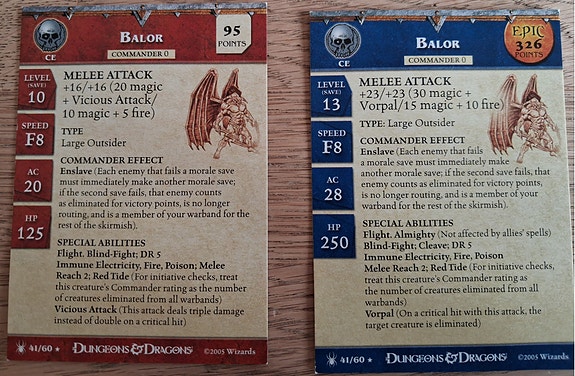 BALOR
COMMANDER 0
CE
95
POINTS
LEVEL
(SAVE)
10
SPEED
F8
AC
20
HP
125
MELEE ATTACK
+16/+16 (20 magic
+ Vicious Attack/
10 magic + 5 fire)
TYPE
Large Outsider
COMMANDER EFFECT
Enslave (Each enemy that fails a morale save
must immediately make another morale save;
if the second save fails, that enemy counts
as eliminated for victory points, is no longer
routing, and is a member of your warband for
the rest of the skirmish).
SPECIAL ABILITIES
Flight, Blind-Fight; DR 5
Immune Electricity, Fire, Poison; Melee
Reach 2; Red Tide (For initiative checks, treat
this creature's Commander rating as the number
of creatures eliminated from all warbands)
Vicious Attack (This attack deals triple damage
instead of double on a critical hit)
41/60 ★
DUNGEONS & DRAGONS
©2005 Wizards
BALOR
COMMANDER 0
CE
EPIC
326
POINTS
LEVEL
(SAVE)
13
SPEED
F8
AC
28
HP
250
MELEE ATTACK
+23/+23 (30 magic +
Vorpal/15 magic + 10 fire)
TYPE: Large Outsider
COMMANDER EFFECT
Enslave (Each enemy that fails
a morale save must immediately make
another morale save; if the second save fails, that
enemy counts as eliminated for victory points,
is no longer routing, and is a member of your warband for
the rest of the skirmish).
SPECIAL ABILITIES
Flight, Almighty (Not affected by allies' spells)
Blind-Fight; Cleave; DR 5
Immune Electricity, Fire, Poison
Melee Reach 2; Red Tide (For initiative checks,
treat this creature's Commander rating as
the number of creatures eliminated from all
warbands)
Vorpal (On a critical hit with this attack, the
target creature is eliminated)
41/60 ★
DUNGEONS & DRAGONS
©2005 Wizards